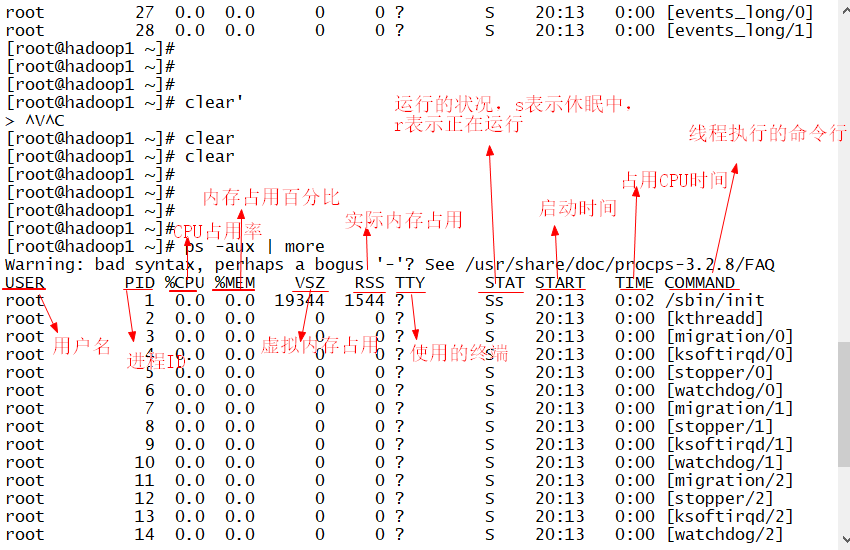 root 27 0.0 0.0 0 0 ? S 20:13 0:00 [events_long/0]
root 28 0.0 0.0 0 0 ? S 20:13 0:00 [events_long/1]
[root@hadoop1 ~]#
[root@hadoop1 ~]#
[root@hadoop1 ~]#
[root@hadoop1 ~]# clear'
> ^V^C
[root@hadoop1 ~]# clear
[root@hadoop1 ~]# clear
[root@hadoop1 ~]#
[root@hadoop1 ~]#
[root@hadoop1 ~]#
[root@hadoop1 ~]#
[root@hadoop1 ~]# ps -aux | more
运行的状况，s表示休眠中，
r表示正在运行
线程执行的命令行
内存占用百分比
占用CPU时间
CPU占用率
实际内存占用
启动时间
Warning: bad syntax, perhaps a bogus '-'? See /usr/share/doc/procps-3.2.8/FAQ
USER PID %CPU %MEM VSZ RSS TTY STAT START TIME COMMAND
root 1 0.0 0.0 19344 1544 ? Ss 20:13 0:02 /sbin/init
root 2 0.0 0.0 0 0 ? S 20:13 0:00 [kthreadd]
root 3 0.0 0.0 0 0 ? S 20:13 0:00 [migration/0]
root 4 0.0 0.0 0 0 ? S 20:13 0:00 [ksoftirqd/0]
root 5 0.0 0.0 0 0 ? S 20:13 0:00 [stopper/0]
root 6 0.0 0.0 0 0 ? S 20:13 0:00 [watchdog/0]
root 7 0.0 0.0 0 0 ? S 20:13 0:00 [migration/1]
root 8 0.0 0.0 0 0 ? S 20:13 0:00 [stopper/1]
root 9 0.0 0.0 0 0 ? S 20:13 0:00 [ksoftirqd/1]
root 10 0.0 0.0 0 0 ? S 20:13 0:00 [watchdog/1]
root 11 0.0 0.0 0 0 ? S 20:13 0:00 [migration/2]
root 12 0.0 0.0 0 0 ? S 20:13 0:00 [stopper/2]
root 13 0.0 0.0 0 0 ? S 20:13 0:00 [ksoftirqd/2]
root 14 0.0 0.0 0 0 ? S 20:13 0:00 [watchdog/2]
用户名
进程ID
虚拟内存占用
使用的终端